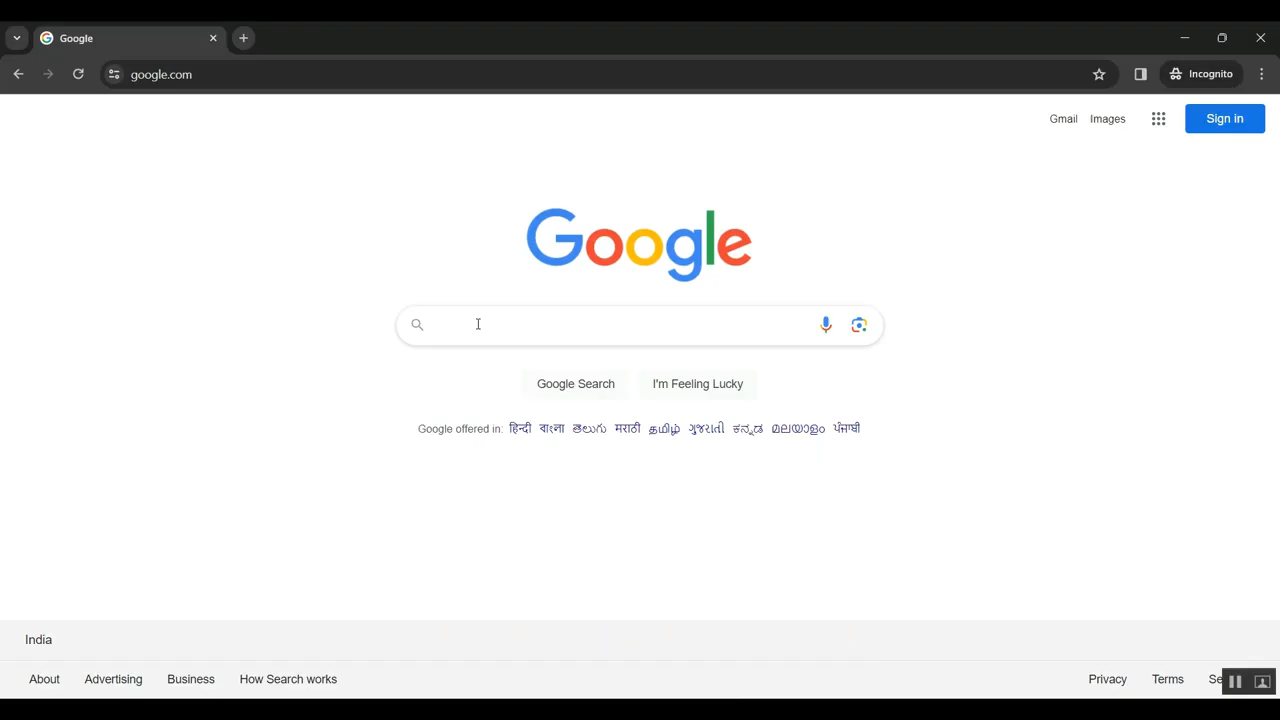 Google
google.com
Incognito
Gmail Images
Sign in
Google
Google Search I'm Feeling Lucky
Google offered in: हिन्दी বাংলা తెలుగు मराठी தமிழ் ગુજરાતી ಕನ್ನಡ മലയാളം ਪੰਜਾਬੀ
India
About Advertising Business How Search works Privacy Terms